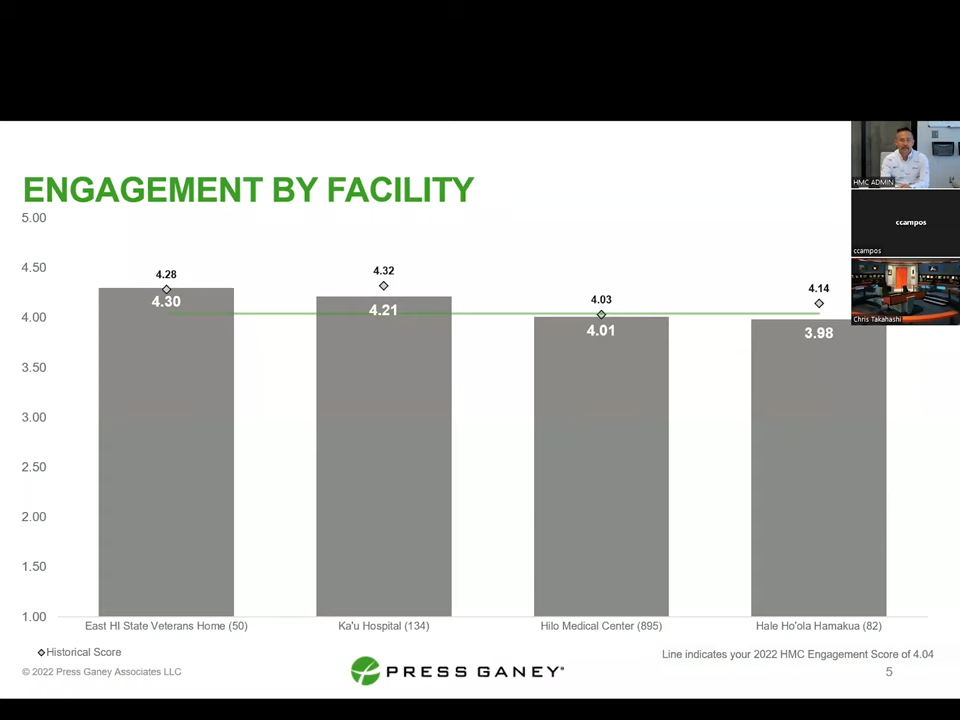 ENGAGEMENT BY FACILITY
5.00
4.50
4.00
3.50
3.00
2.50
2.00
1.50
1.00
4.28
4.30
4.32
4.21
4.03
4.01
4.14
3.98
East HI State Veterans Home (50)
Ka'u Hospital (134)
Hilo Medical Center (895)
Hale Ho'ola Hamakua (82)
Historical Score
Line indicates your 2022 HMC Engagement Score of 4.04
© 2022 Press Ganey Associates LLC
PRESS GANEY®
5
HMC ADMIN
ccampos
ccampos
Chris Takahashi